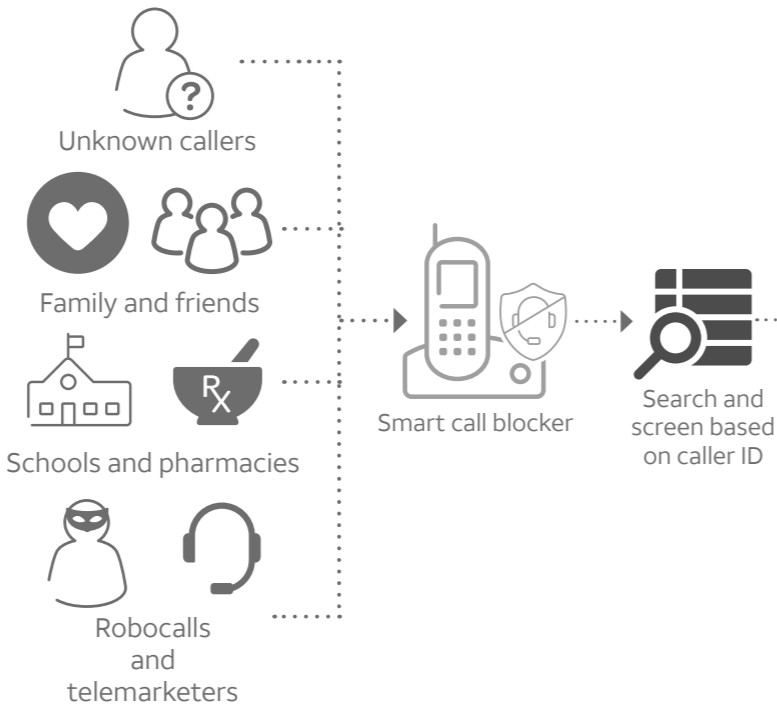 ?
Unknown callers
Family and friends
Rx
Schools and pharmacies
Robocalls
and
telemarketers
Smart call blocker
Search and
screen based
on caller ID